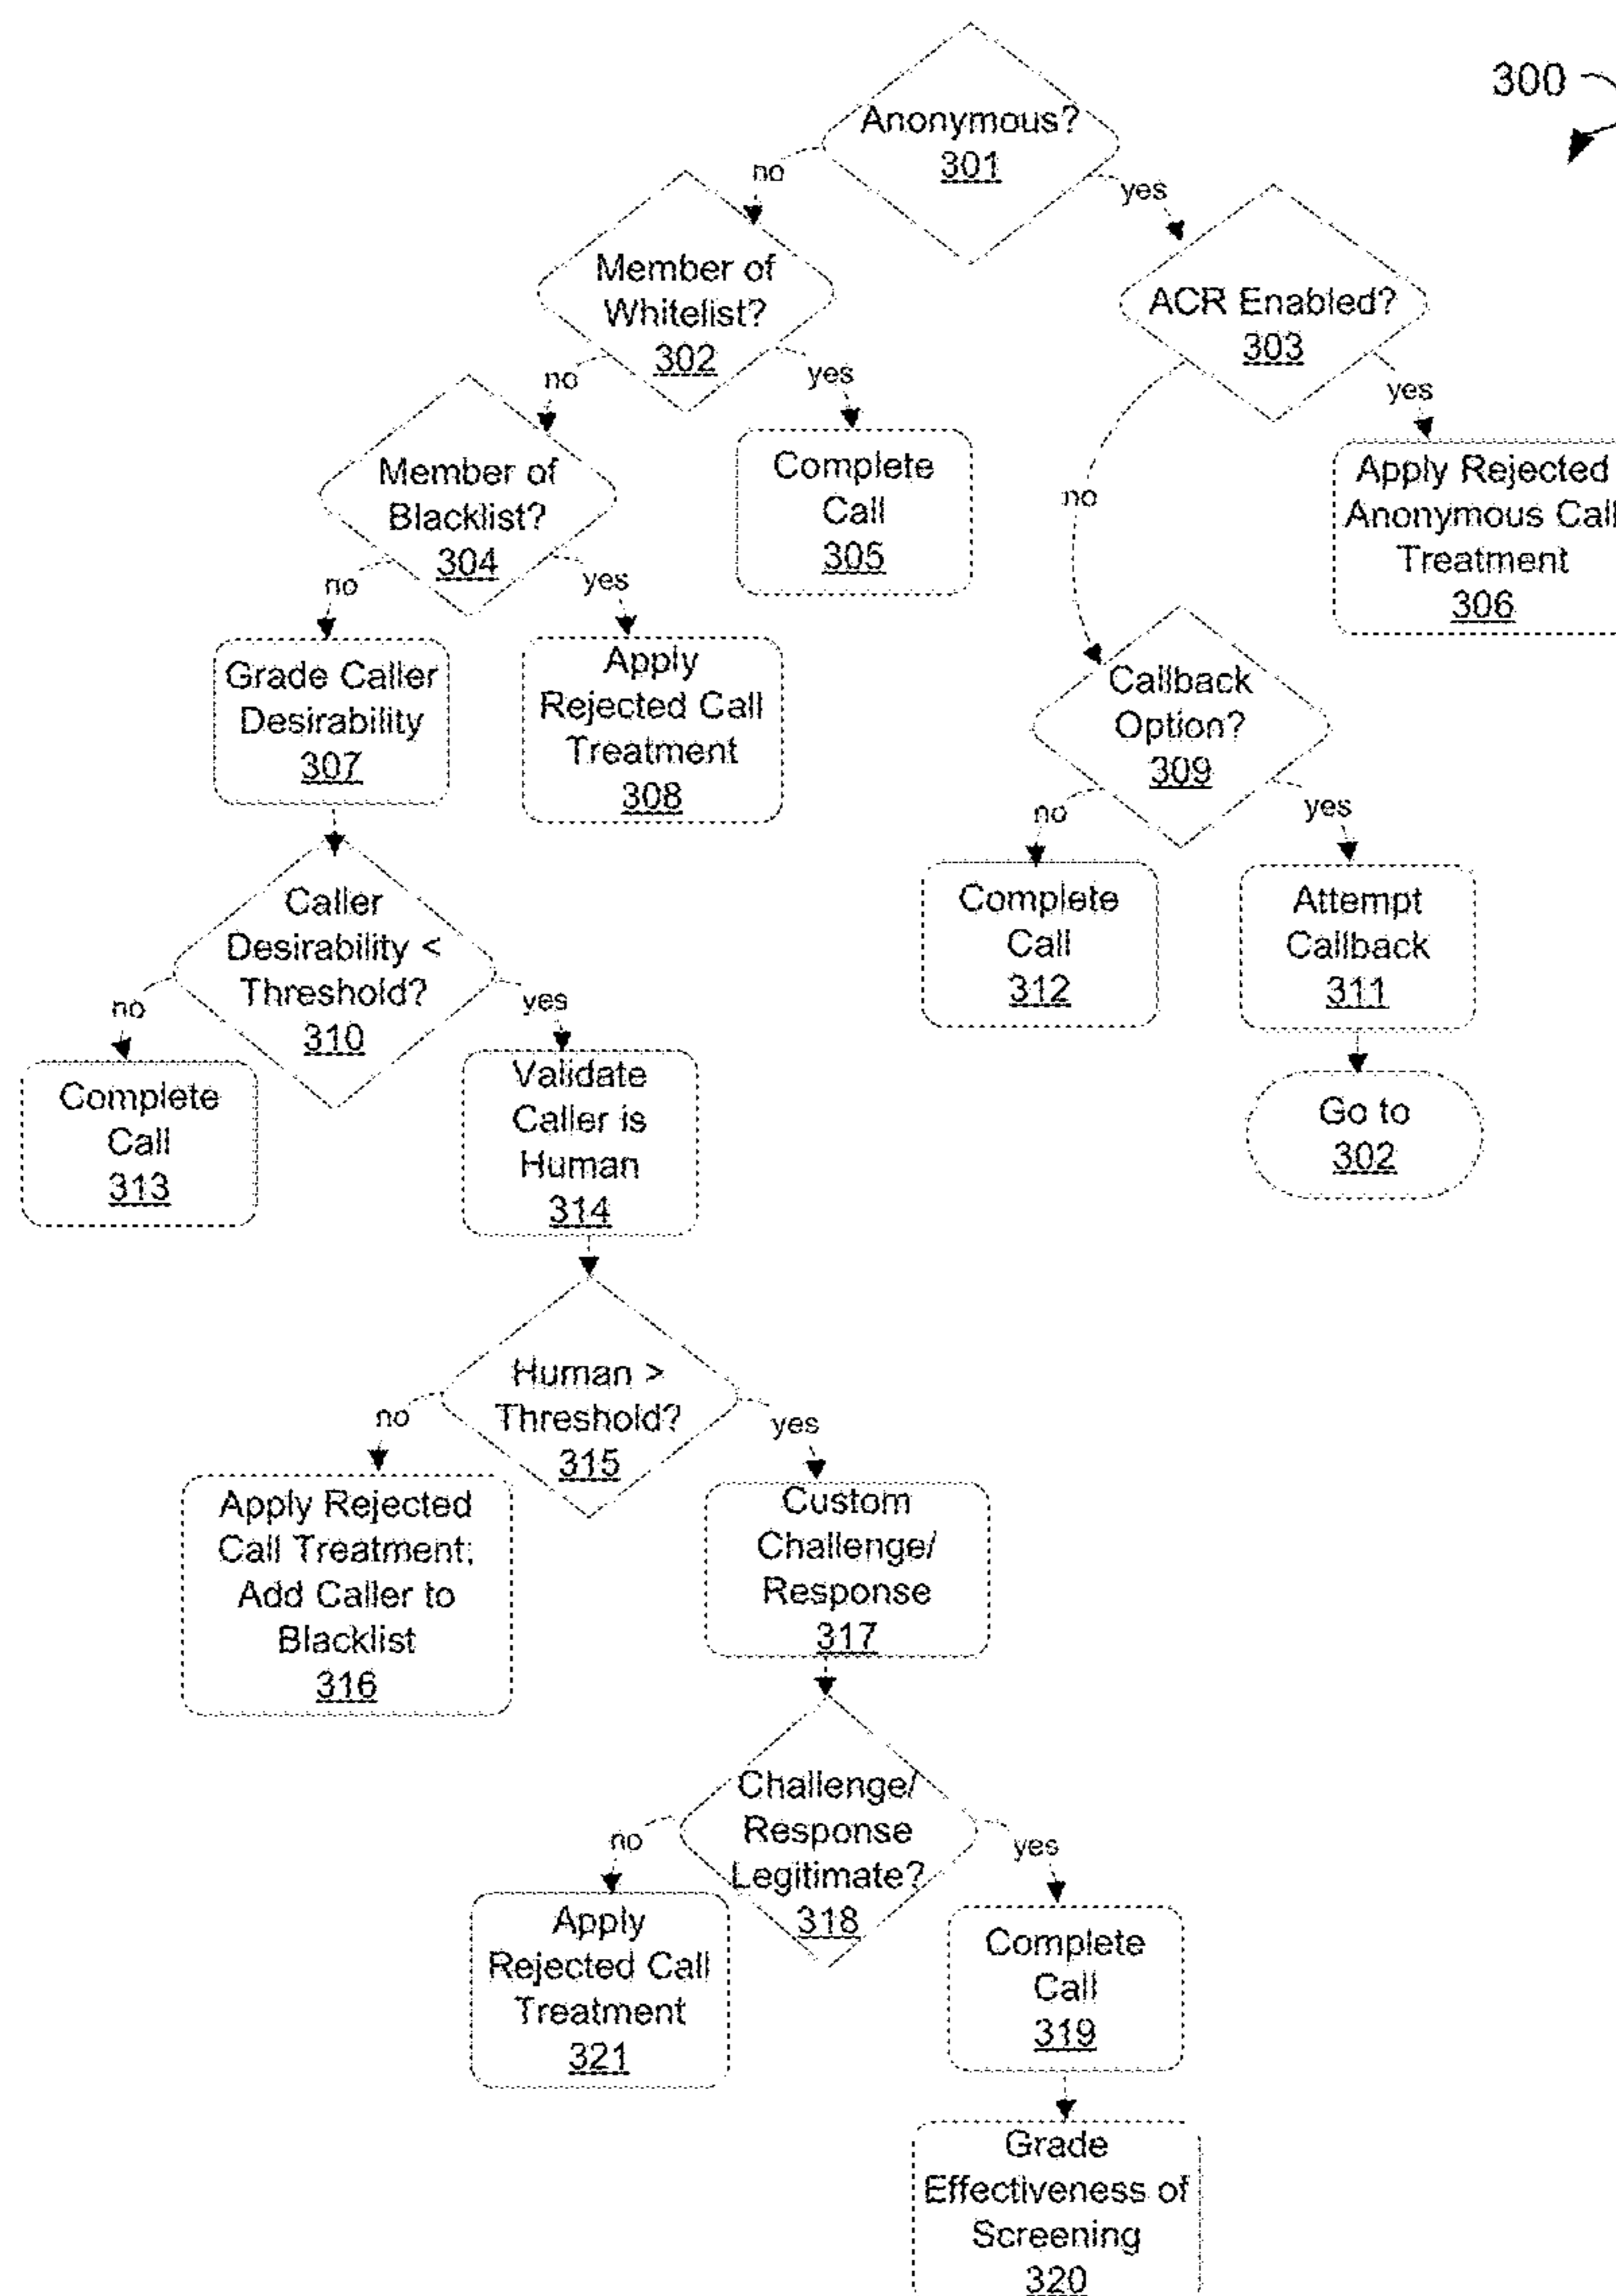 300
Anonymous?
301
no
yes
Member of
Whitelist?
302
ACR Enabled?
303
no
yes
yes
Member of
Blacklist?
304
Complete
Call
305
no
Apply Rejected
Anonymous Call
Treatment
306
no
yes
Grade Caller
Desirability
307
Apply
Rejected Call
Treatment
308
Callback
Option?
309
no
yes
Caller
Desirability <
Threshold?
310
Complete
Call
312
Attempt
Callback
311
no
yes
Complete
Call
313
Validate
Caller is
Human
314
Go to
302
Human >
Threshold?
315
no
yes
Apply Rejected
Call Treatment;
Add Caller to
Blacklist
316
Custom
Challenge/
Response
317
Challenge/
Response
Legitimate?
318
no
yes
Apply
Rejected Call
Treatment
321
Complete
Call
319
Grade
Effectiveness of
Screening
320